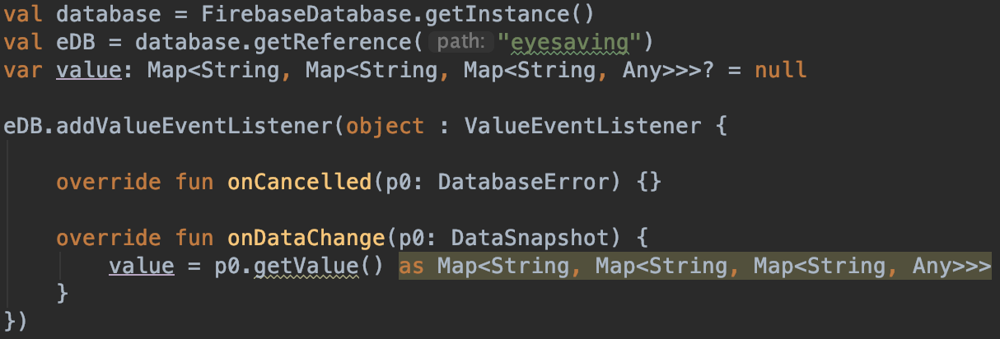 val database = FirebaseDatabase.getInstance()
val eDB = database.getReference( path: "eyesaving")
var value: Map<String, Map<String, Map<String, Any>>>? = null
eDB.addValueEventListener(object : ValueEventListener {
override fun onCancelled(p0: DatabaseError) {}
override fun onDataChange(p0: DataSnapshot) {
value = p0.getValue() as Map<String, Map<String, Map<String, Any>>>
}
})